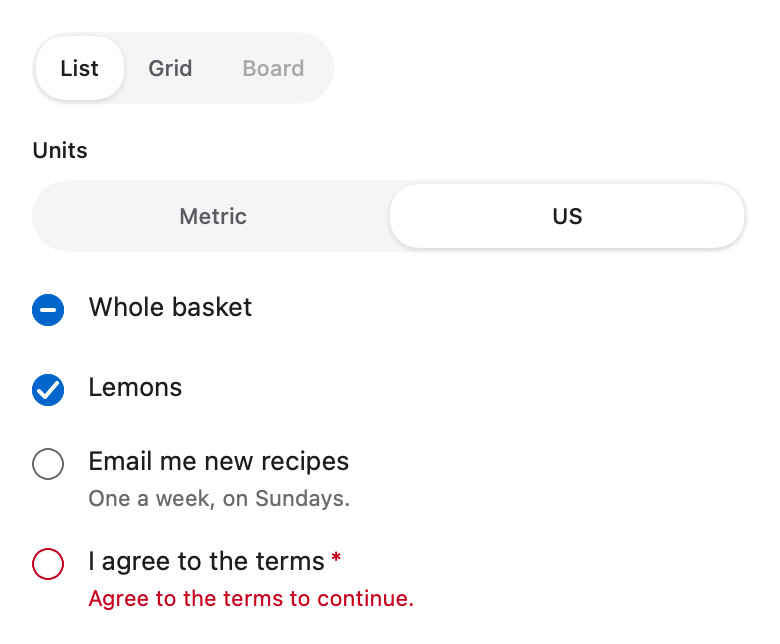 List Grid Board
Units
Metric US
Whole basket
Lemons
Email me new recipes
One a week, on Sundays.
I agree to the terms *
Agree to the terms to continue.